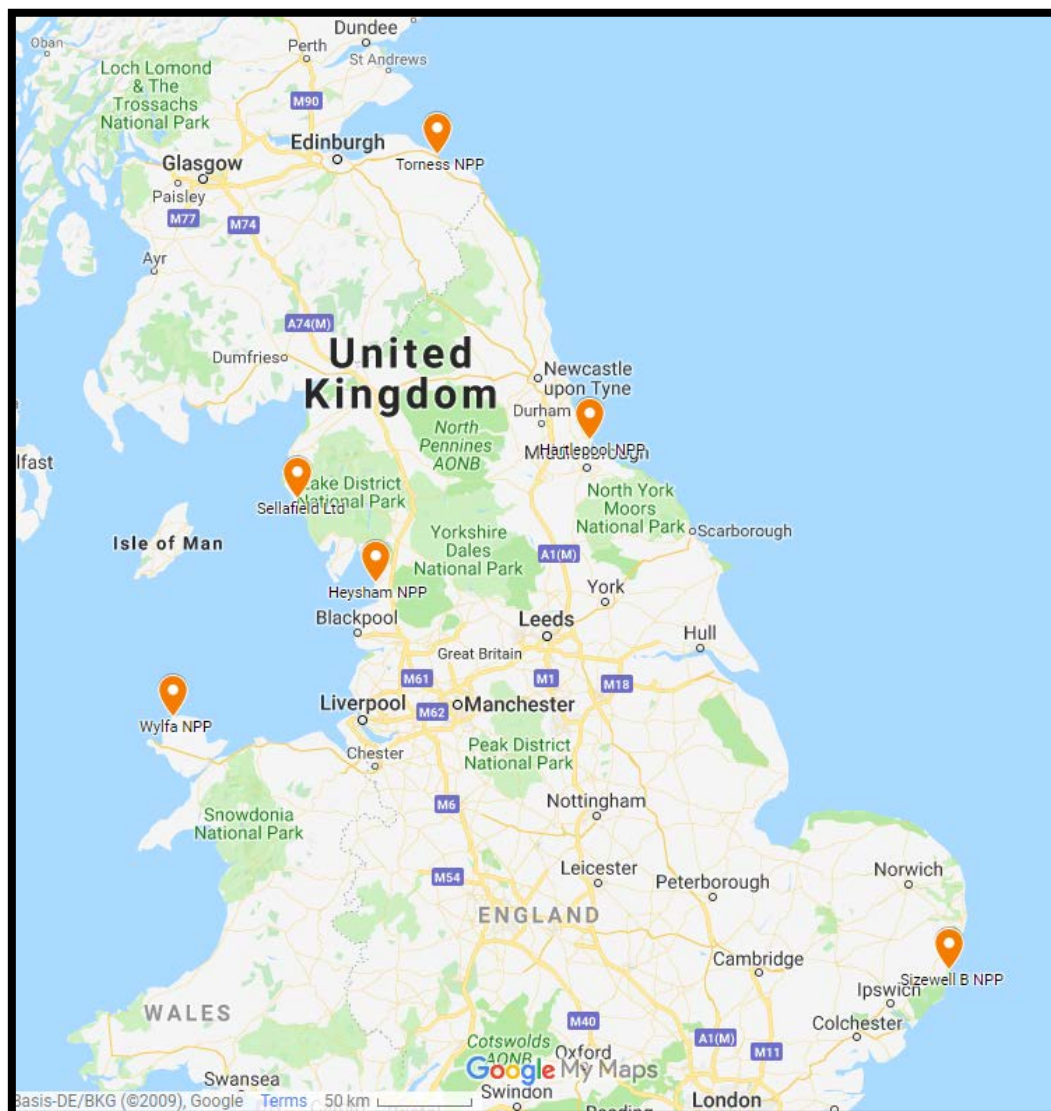 Dundee
Oban
Perth
St Andrews
Loch Lomond
& The
Trossachs
National Park
M90
Edinburgh
Torness NPP
Glasgow
Paisley
M77
M74
Ayr
A74(M)
United
Kingdom
Dumfries
Newcastle
upon Tyne
Durham
North
Pennines
AONB
Hartlepool NPP
Middlesbrough
lfast
Lake District
National Park
Sellafield Ltd
North York
Moors
National Park
Scarborough
Isle of Man
Yorkshire
Dales
National Park
A1(M)
Heysham NPP
York
Blackpool
Leeds
Hull
Great Britain
M61
M1
M18
Liverpool
M62
Manchester
Wylfa NPP
Chester
Peak District
National Park
M6
Nottingham
Snowdonia
National Park
M54
Leicester
Peterborough
Norwich
ENGLAND
Cambridge
Sizewell B NPP
Ipswich
WALES
M40
A1(M)
Colchester
M11
Cotswolds
AONB
Oxford
Google My Maps
Swansea
Swindon
London
Reading
Basis-DE/BKG (©2009), Google
Terms
50 km